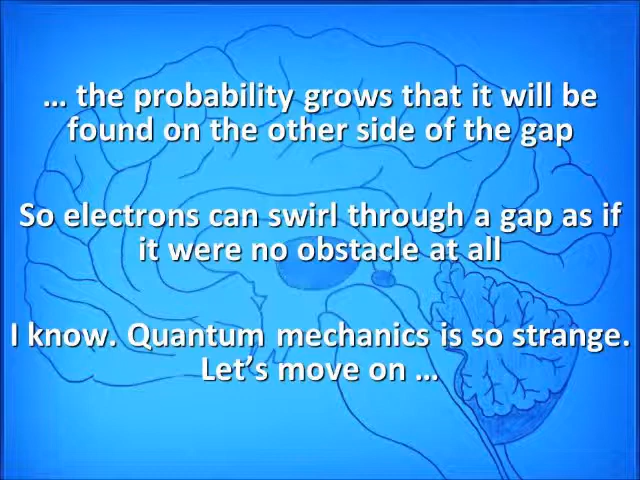 … the probability grows that it will be
found on the other side of the gap
So electrons can swirl through a gap as if
it were no obstacle at all
I know. Quantum mechanics is so strange.
Let’s move on …